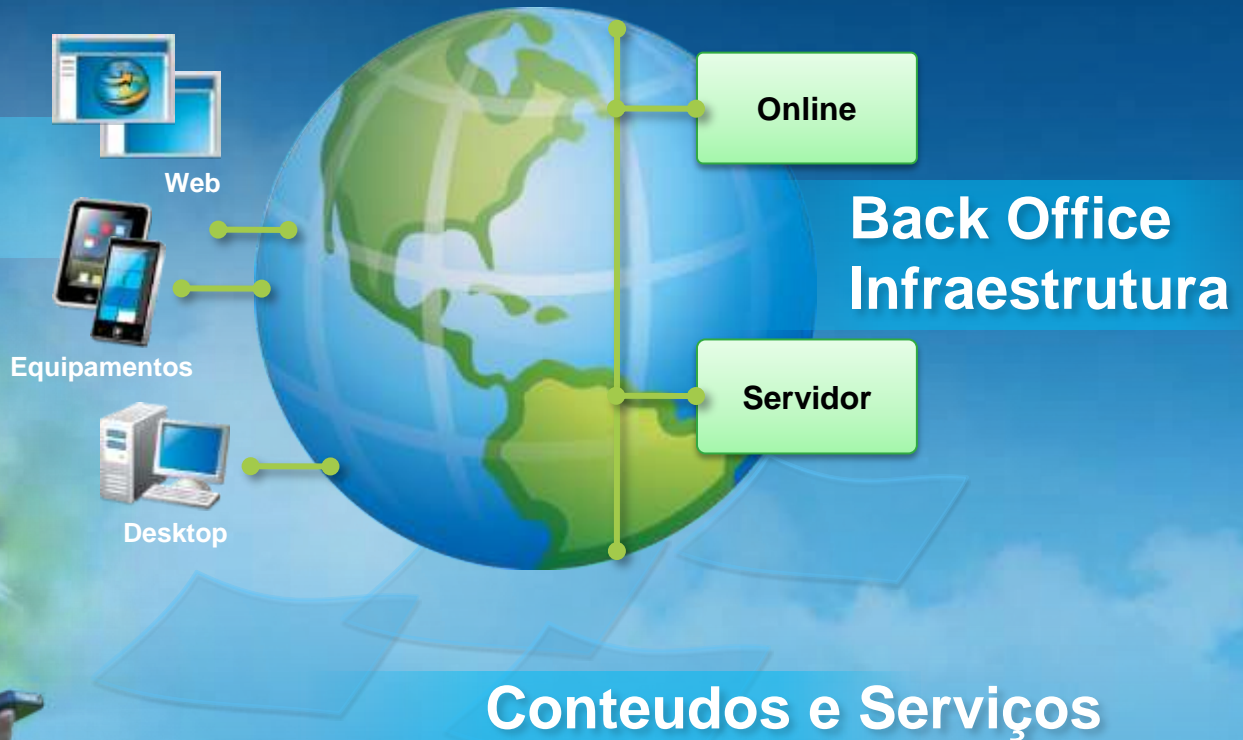 Web
Equipamentos
Desktop
Online
Back Office
Infraestrutura
Servidor
Conteudos e Serviços